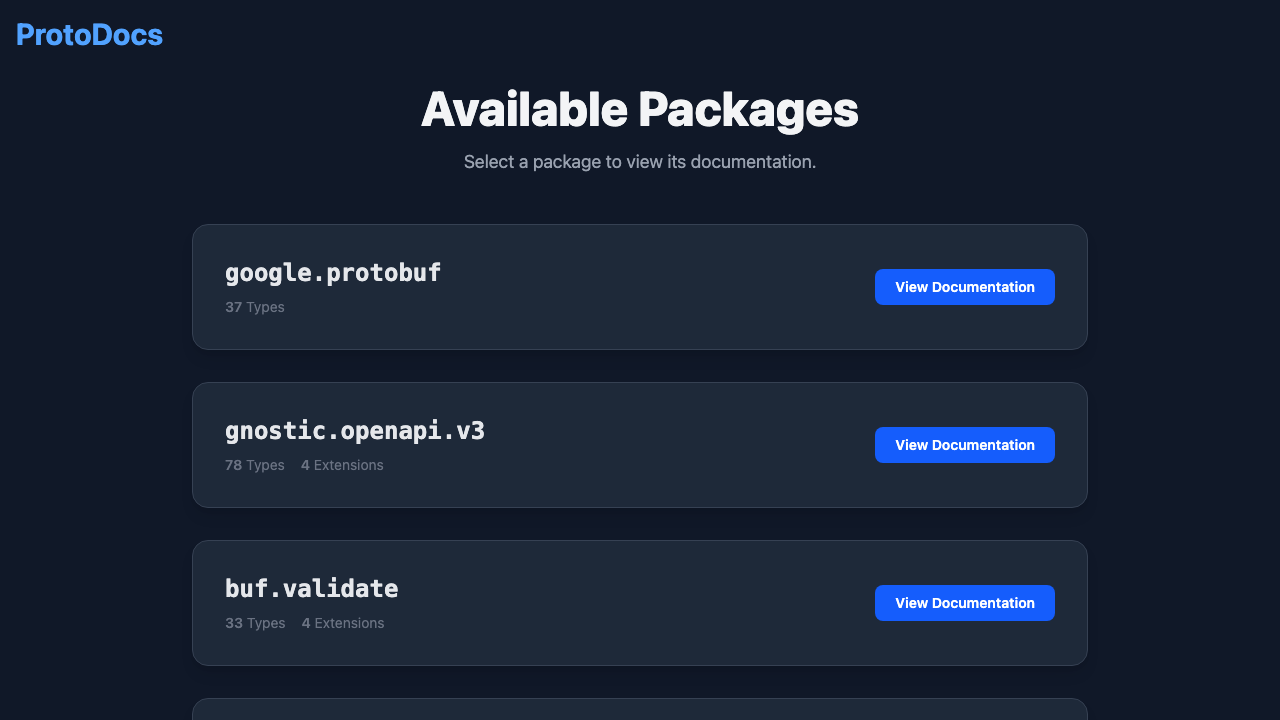 ProtoDocs
Available Packages
Select a package to view its documentation.
google.protobuf
37 Types
View Documentation
gnostic.openapi.v3
78 Types 4 Extensions
View Documentation
buf.validate
33 Types 4 Extensions
View Documentation